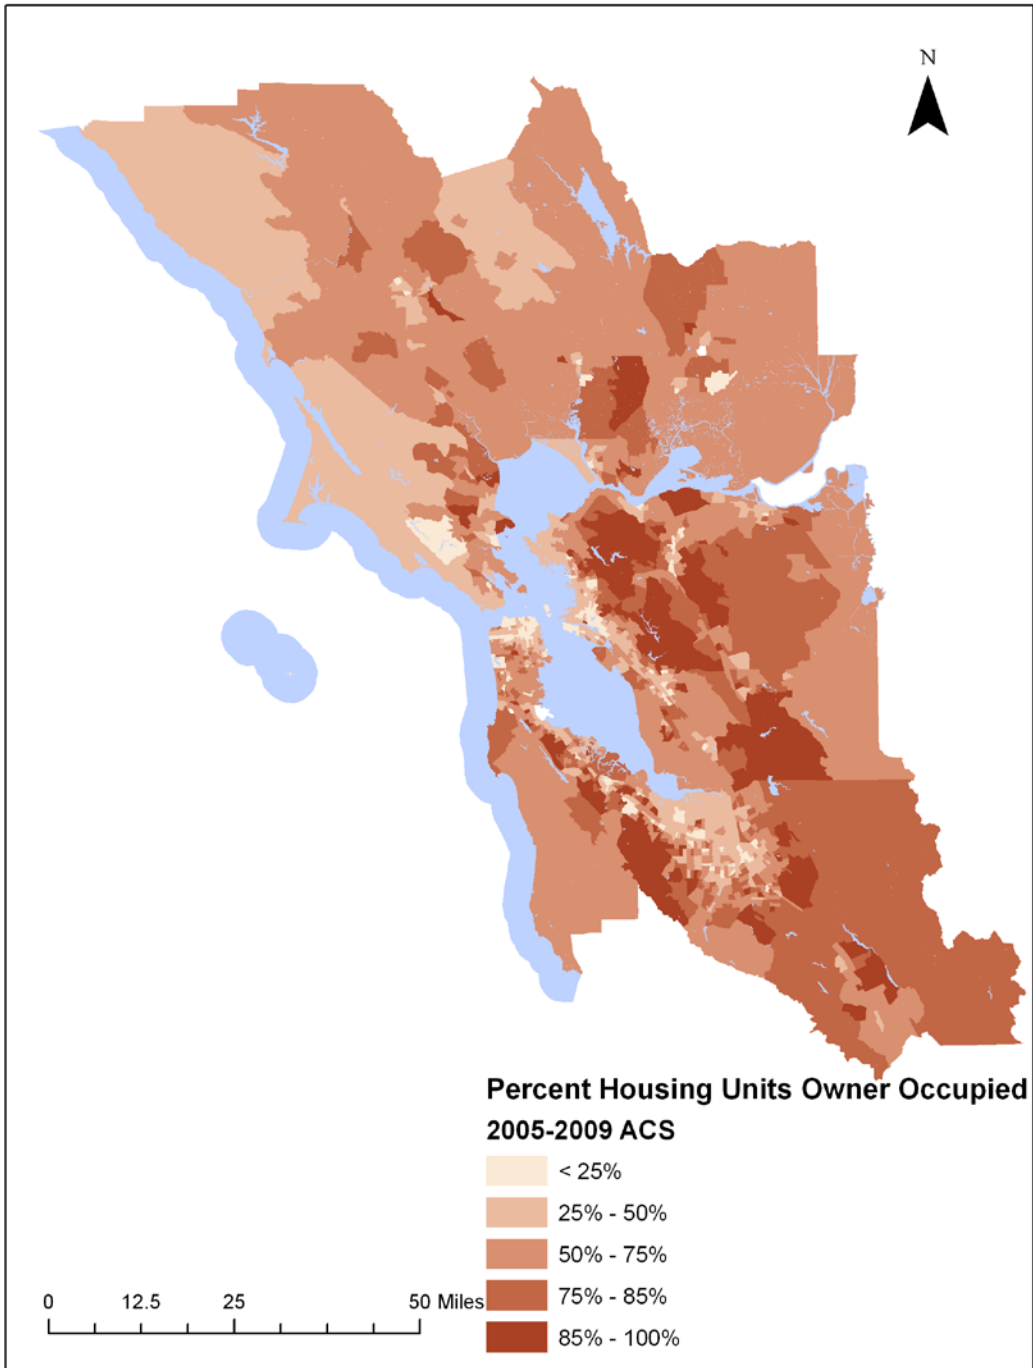 N
Percent Housing Units Owner Occupied
2005-2009 ACS
< 25%
25% - 50%
50% - 75%
75% - 85%
85% - 100%
0 12.5 25 50 Miles